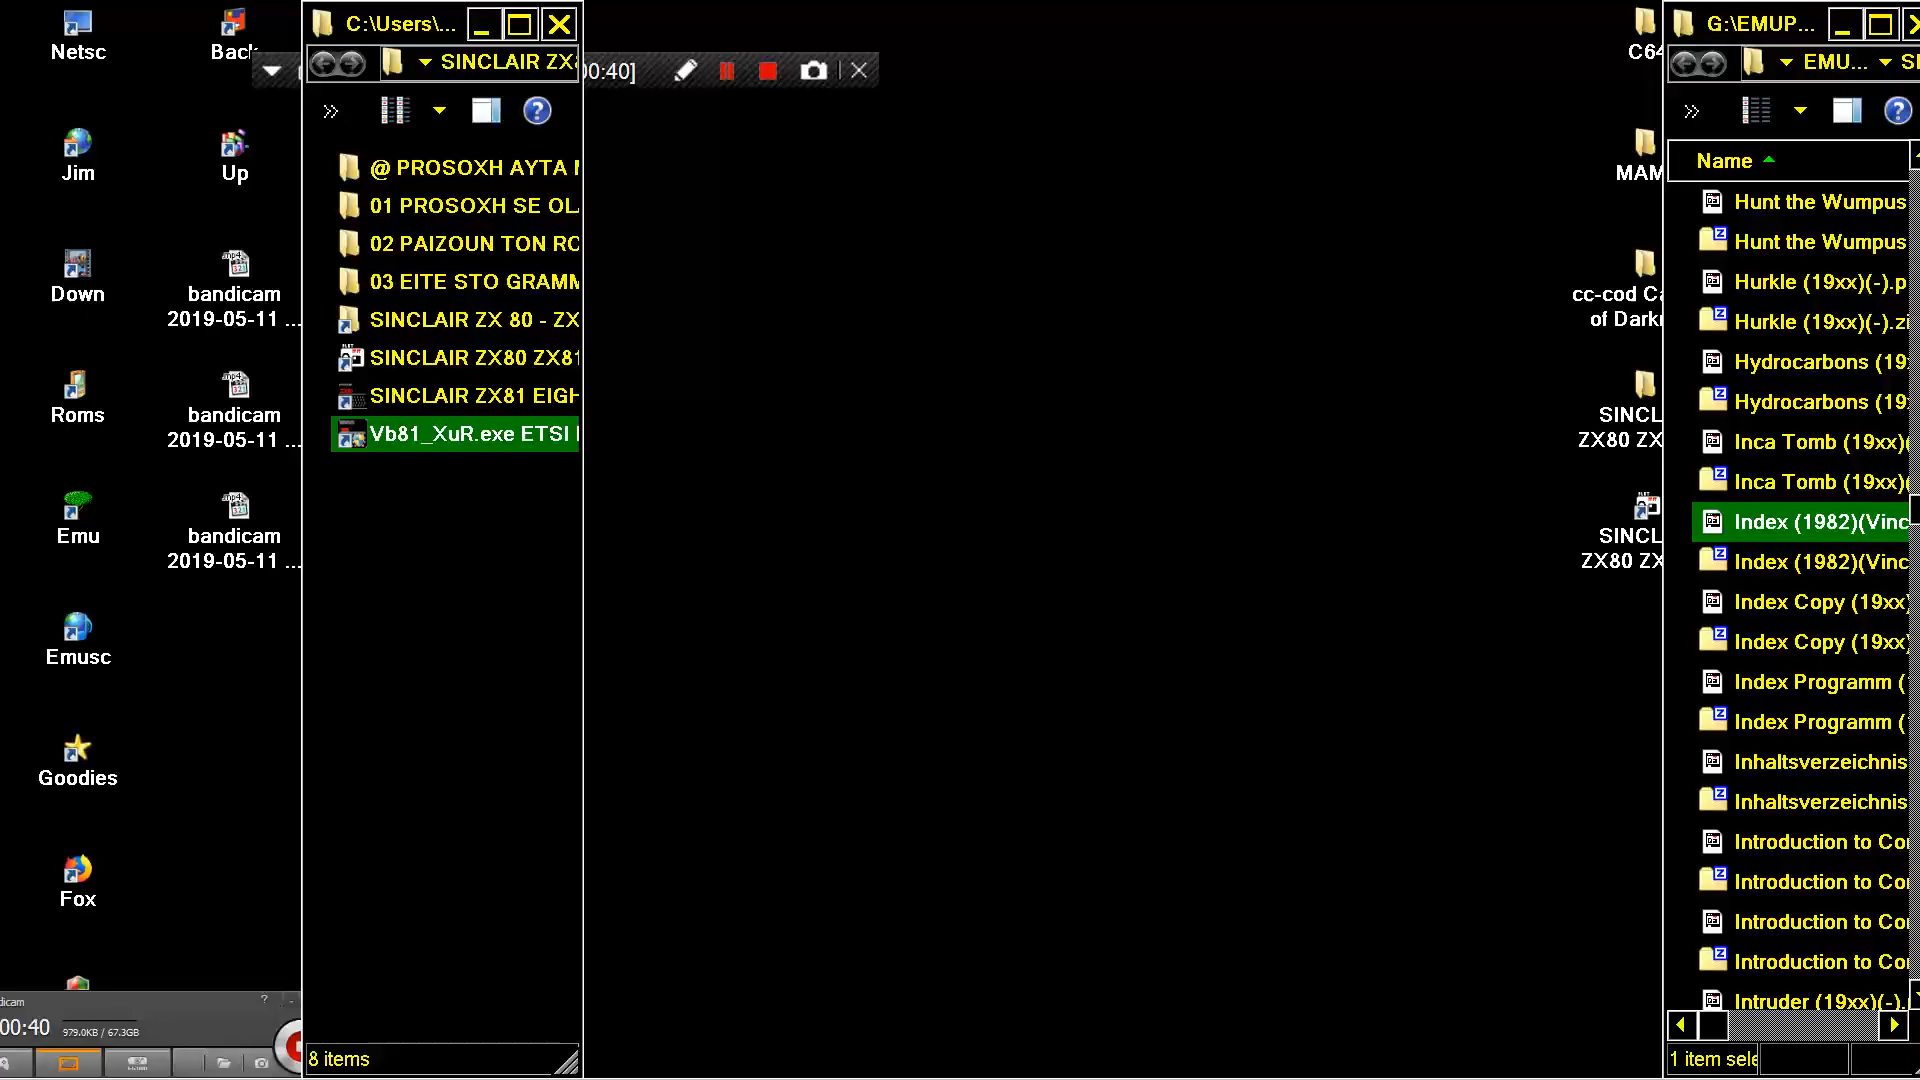 Netsc
Back
Jim
Up
Down
bandicam
2019-05-11 ...
Roms
bandicam
2019-05-11 ...
Emu
bandicam
2019-05-11 ...
Emusc
Goodies
Fox
dicam
?
00:40
979.0KB / 67.3GB
C:\Users\...
SINCLAIR ZX8
00:40]
@ PROSOXH AYTA
01 PROSOXH SE OL
02 PAIZOUN TON RO
03 EITE STO GRAMM
SINCLAIR ZX 80 - ZX
SINCLAIR ZX80 ZX81
SINCLAIR ZX81 EIGH
Vb81_XuR.exe ETSI
8 items
C64
MAM
cc-cod Ca
of Dark
SINCL
ZX80 ZX
SINCL
ZX80 ZX
G:\EMUP...
EMU...
Name
Hunt the Wumpus
Hunt the Wumpus
Hurkle (19xx)(-).p
Hurkle (19xx)(-).zi
Hydrocarbons (19
Hydrocarbons (19
Inca Tomb (19xx)(
Inca Tomb (19xx)(
Index (1982)(Vinc
Index (1982)(Vinc
Index Copy (19xx)
Index Copy (19xx)
Index Programm (
Index Programm (
Inhaltsverzeichnis
Inhaltsverzeichnis
Introduction to Co
Introduction to Co
Introduction to Co
Introduction to Co
Intruder (19xx)(-).
1 item sele